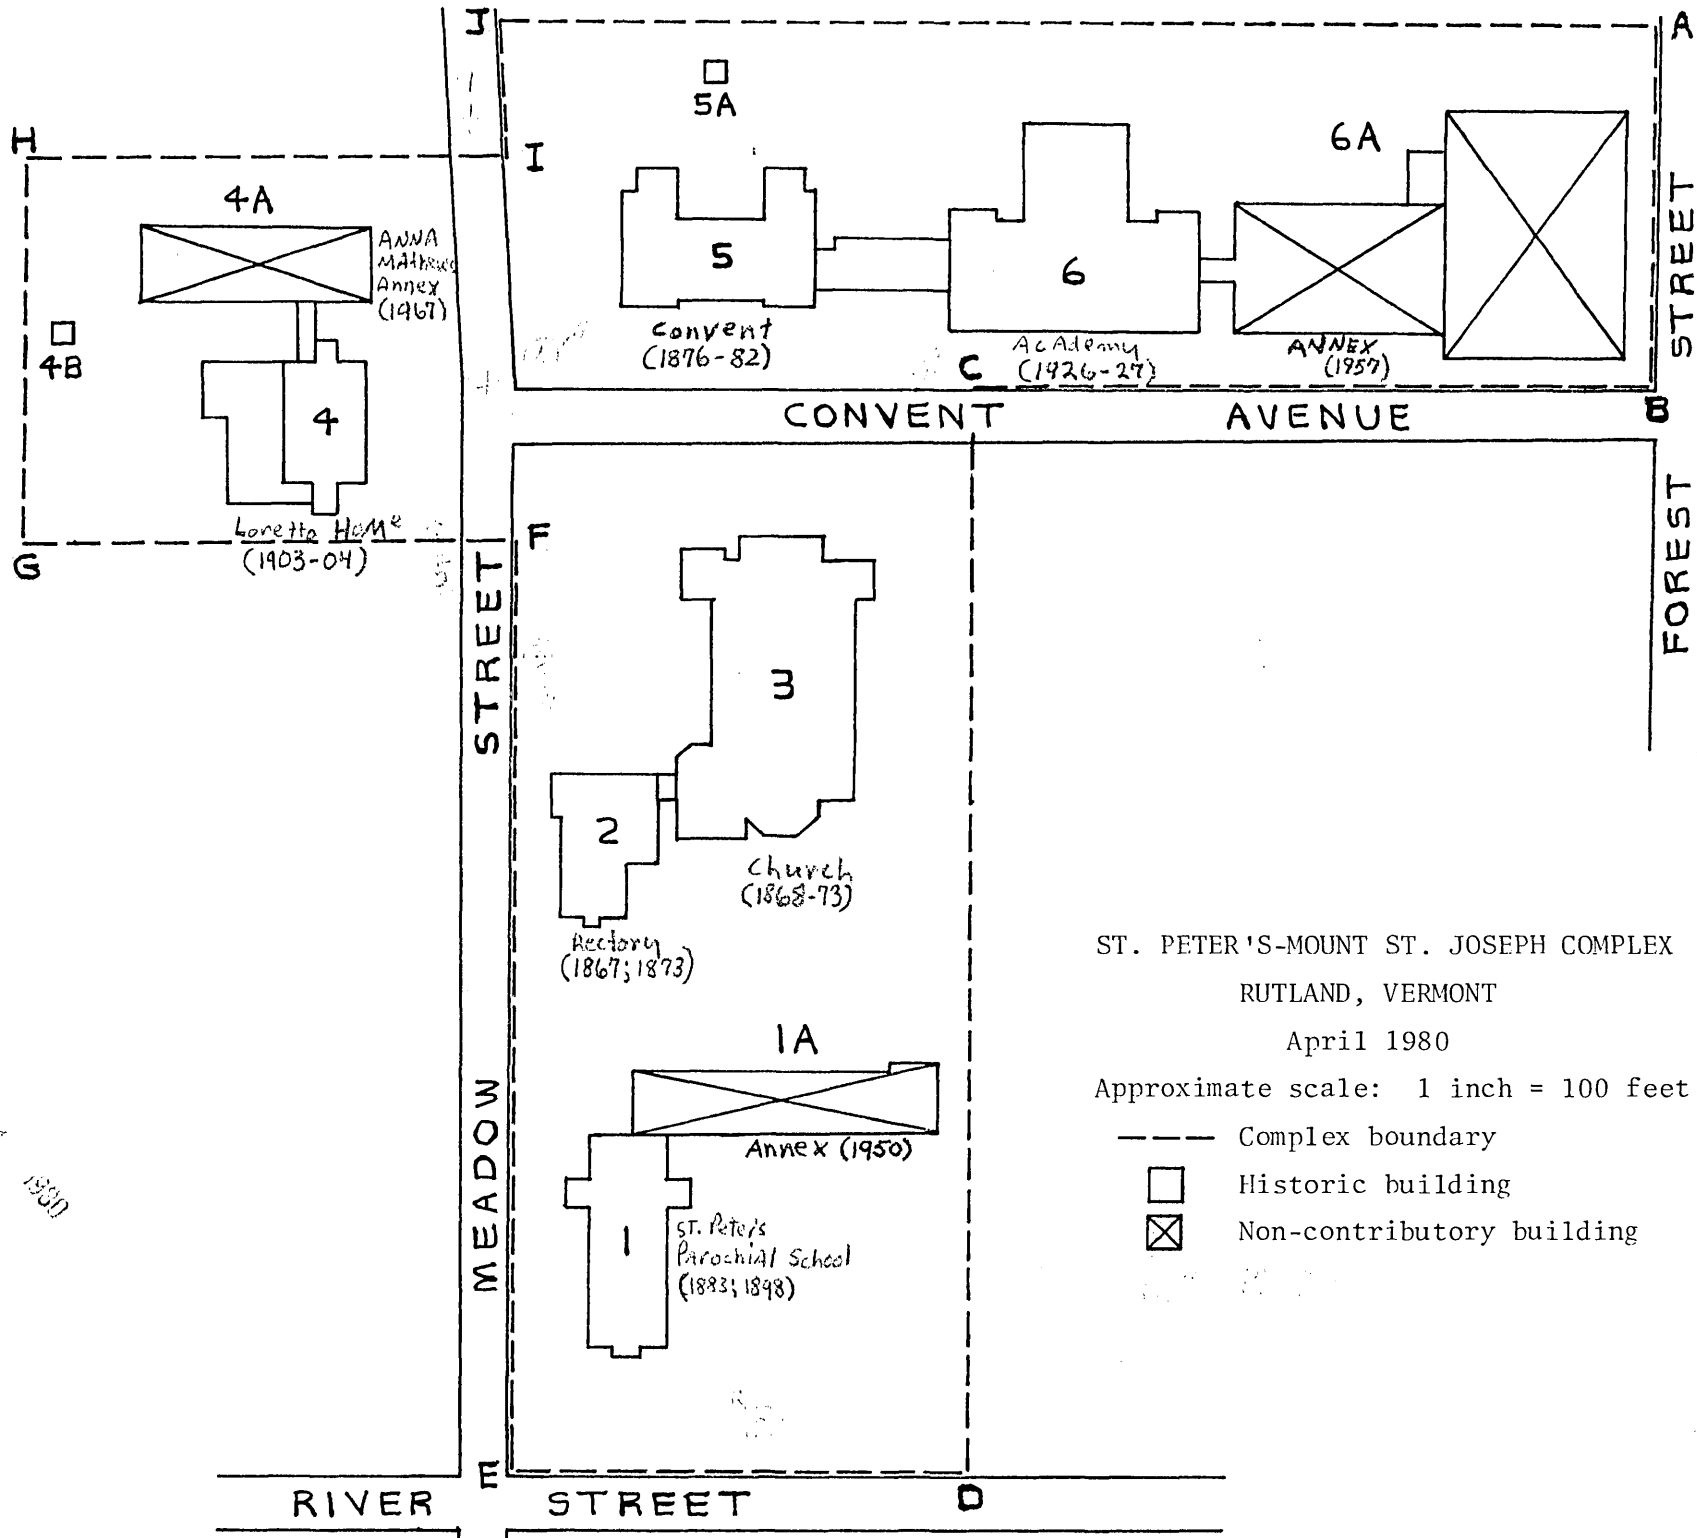 J
A
5A
H
I
6A
4A
ANNA
Mathews
Annex
(1967)
STREET
5
6
4B
Convent
(1876-82)
Academy
(1926-27)
ANNEX
(1957)
C
4
CONVENT AVENUE
B
Loretto Home
(1903-04)
G
F
FOREST
STREET
3
2
Church
(1868-73)
Rectory
(1867; 1873)
ST. PETER'S-MOUNT ST. JOSEPH COMPLEX
RUTLAND, VERMONT
April 1980
Approximate scale: 1 inch = 100 feet
Complex boundary
Historic building
Non-contributory building
1A
Annex (1950)
MEADOW
1
ST. Peter's
Parochial School
(1883; 1898)
1980
E
D
RIVER STREET